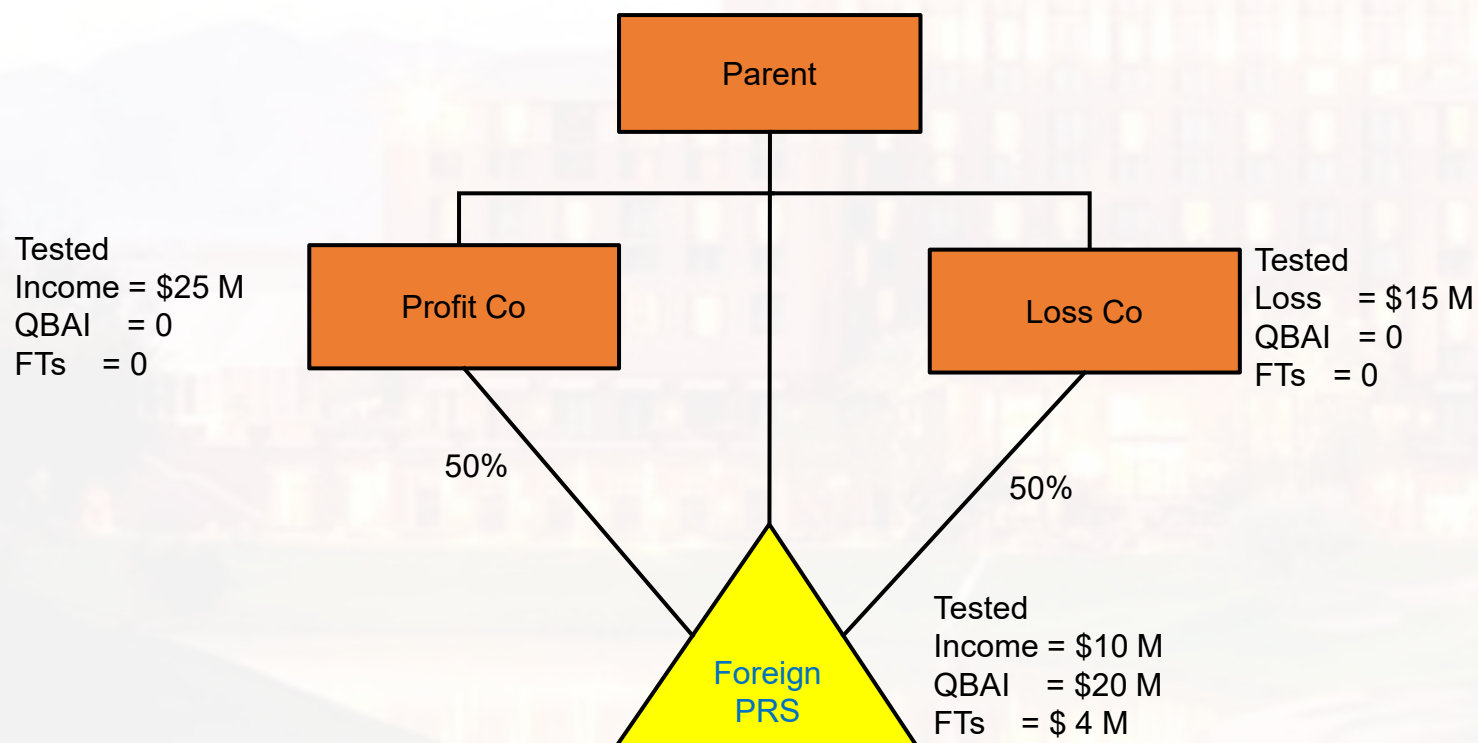 Parent
Tested
Income = $25 M
QBAI = 0
FTs = 0
Profit Co
Loss Co
Tested
Loss = $15 M
QBAI = 0
FTs = 0
50%
50%
Foreign
PRS
Tested
Income = $10 M
QBAI = $20 M
FTs = $ 4 M